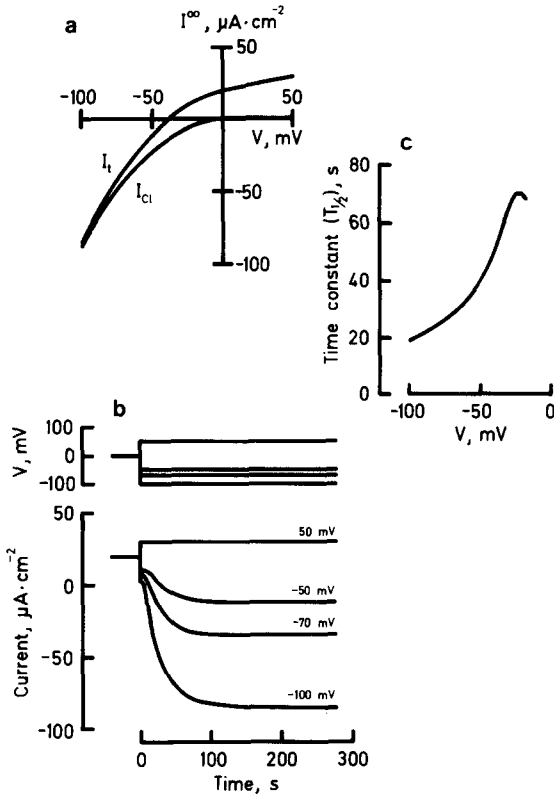 a
I∞, µA·cm-2
50
-100
-50
50
V, mV
It
ICl
-50
-100
c
Time constant (T1/2), s
80
60
40
20
0
-100
-50
0
V, mV
b
V, mV
100
0
-100
Current, µA·cm-2
50
0
-50
-100
50 mV
-50 mV
-70 mV
-100 mV
0
100
200
300
Time, s